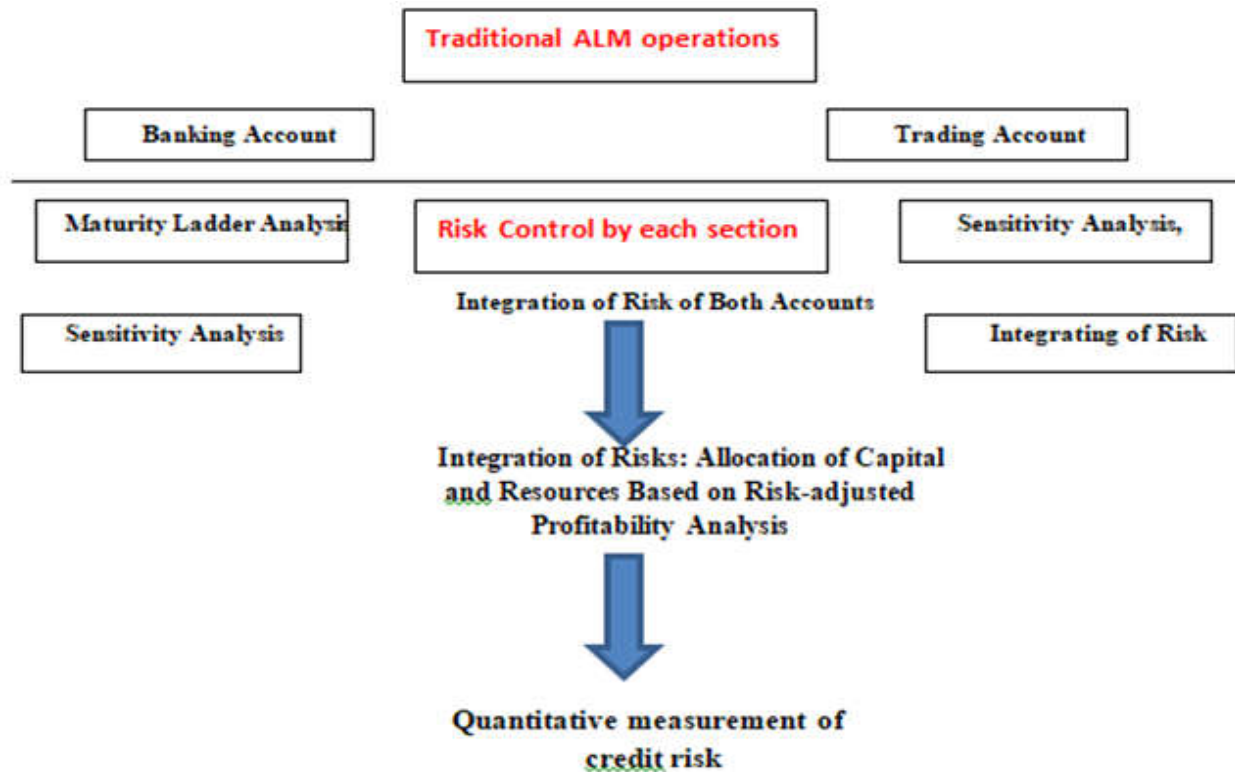 Traditional ALM operations
Banking Account
Trading Account
Maturity Ladder Analysis
Risk Control by each section
Sensitivity Analysis,
Integration of Risk of Both Accounts
Sensitivity Analysis
Integrating of Risk
Integration of Risks: Allocation of Capital
and Resources Based on Risk-adjusted
Profitability Analysis
Quantitative measurement of
credit risk